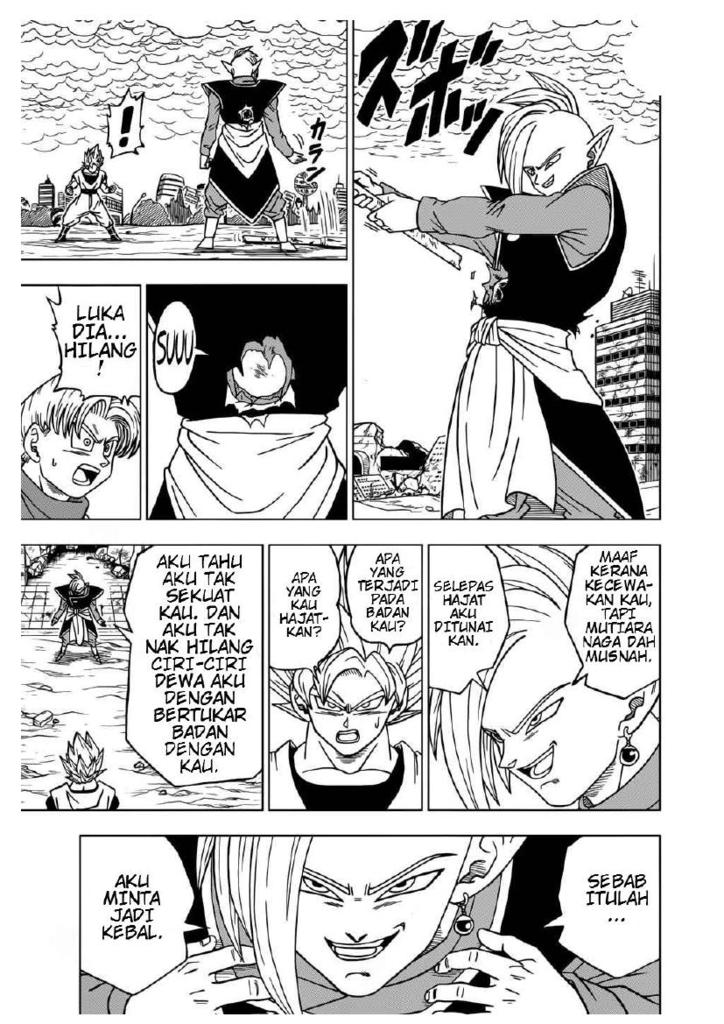 ズボッ
!
カラン
SUUU
LUKA
DIA...
HILANG
!
MAAF
KERANA
KECEWA-
KAN KAU,
TAPI
MUTIARA
NAGA DAH
MUSNAH.
SELEPAS
HAJAT
AKU
DITUNAI
KAN.
APA
YANG
TERJADI
PADA
BADAN
KAU?
APA
YANG
KAU
HAJAT-
KAN?
AKU TAHU
AKU TAK
SEKUAT
KAU. DAN
AKU TAK
NAK HILANG
CIRI-CIRI
DEWA AKU
DENGAN
BERTUKAR
BADAN
DENGAN
KAU.
SEBAB
ITULAH
...
AKU
MINTA
JADI
KEBAL.